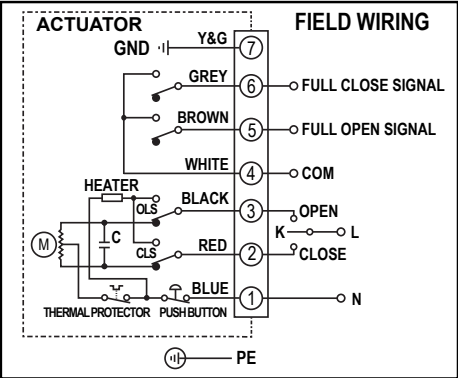 ACTUATOR
FIELD WIRING
GND
Y&G
7
GREY
6
FULL CLOSE SIGNAL
BROWN
5
FULL OPEN SIGNAL
WHITE
4
COM
HEATER
OLS
BLACK
3
OPEN
K
L
M
C
CLS
RED
2
CLOSE
BLUE
1
N
THERMAL PROTECTOR
PUSH BUTTON
PE